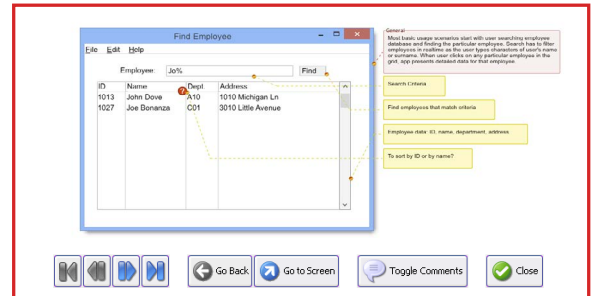 Find Employee
File Edit Help
Employee: Jo% Find
ID Name Dept. Address
1013 John Dove A10 1010 Michigan Ln
1027 Joe Bonanza C01 3010 Little Avenue
General
Most basic usage scenarios start with user searching employee
database and finding the particular employee. Search has to filter
employees in realtime as the user types characters of user's name
or surname. When user clicks on any particular employee in the
grid, app presents detailed data for that employee.
Search Criteria
Find employees that match criteria
Employee data: ID, name, department, address
To sort by ID or by name?
Go Back Go to Screen Toggle Comments Close